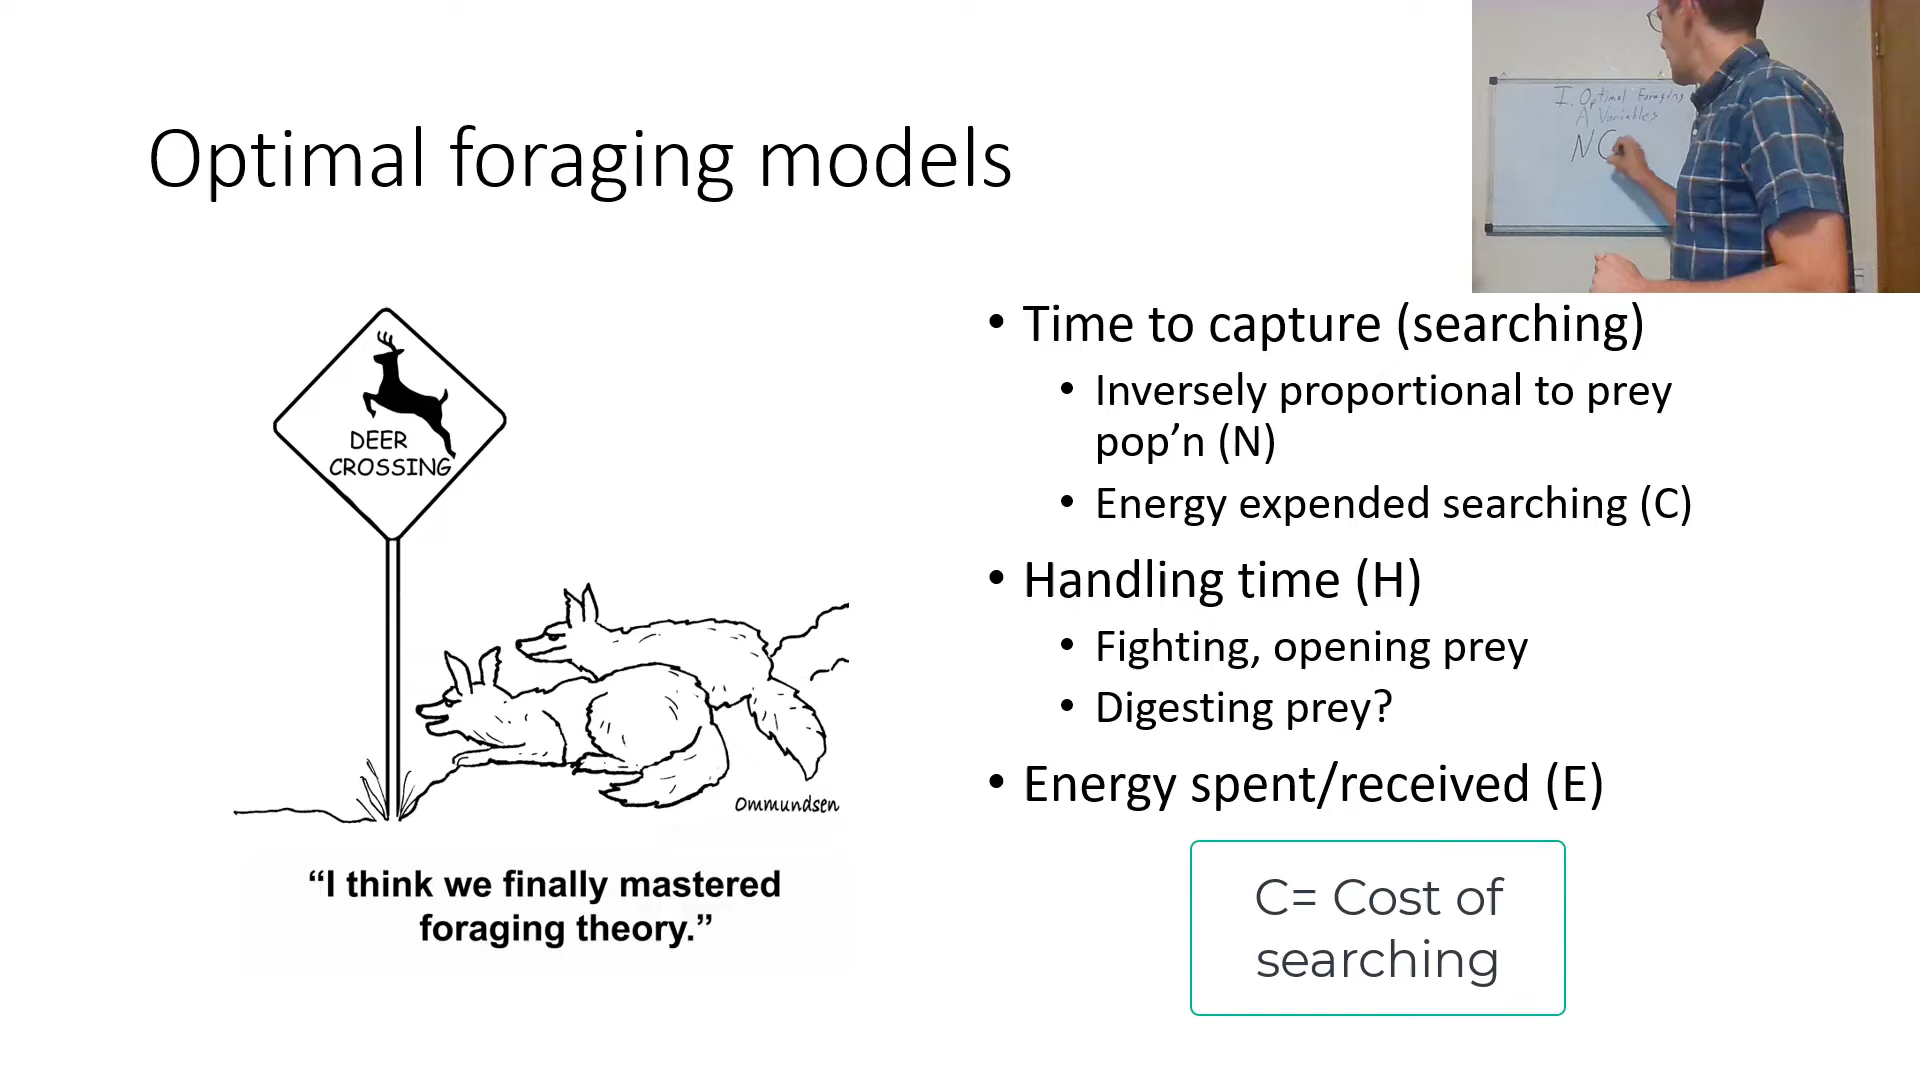 Optimal foraging models
I. Optimal Foraging
A Variables
N C
DEER
CROSSING
Ommundsen
“I think we finally mastered
foraging theory.”
• Time to capture (searching)
• Inversely proportional to prey
pop’n (N)
• Energy expended searching (C)
• Handling time (H)
• Fighting, opening prey
• Digesting prey?
• Energy spent/received (E)
C= Cost of
searching